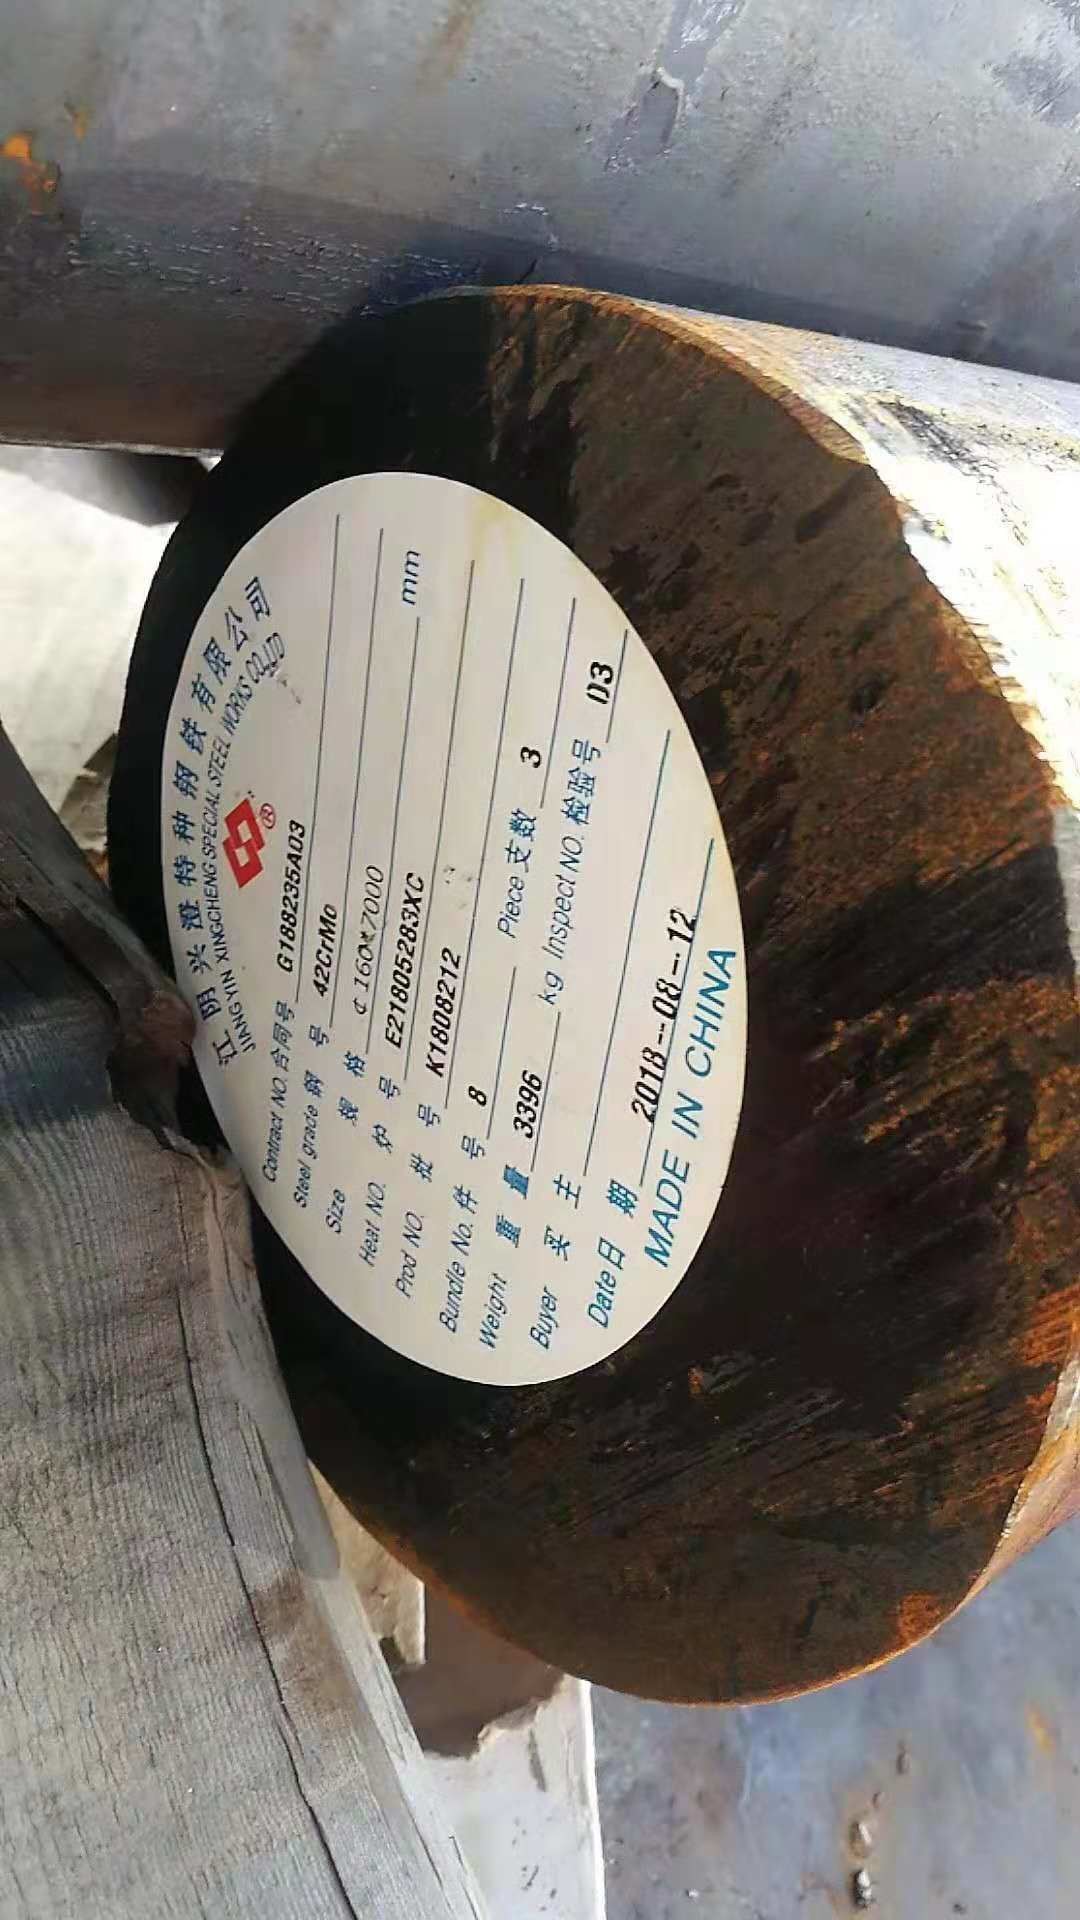 江阴兴澄特种钢铁有限公司
JIANGYIN XINGCHENG SPECIAL STEEL WORKS CO.,LTD
®
Contract NO.合同号 G188235A03
Steel grade 钢 号 42CrMo
Size 规 格 ¢160*7000 mm
Heat NO. 炉 号 E21805283XC
Prod NO. 批 号 K1808212
Bundle No.件 号 8 Piece 支数 3
Weight 重 量 3396 kg Inspect NO.检验号 03
Buyer 买 主
Date日 期 2018--08--12
MADE IN CHINA